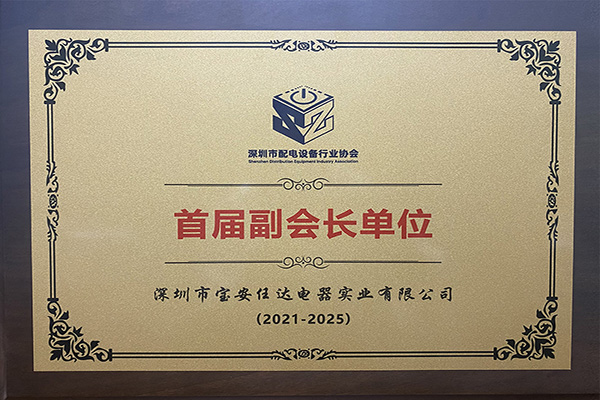 深圳市配电设备行业协会
Shenzhen Distribution Equipment Industry Association
首届副会长单位
深圳市宝安任达电器实业有限公司
(2021-2025)